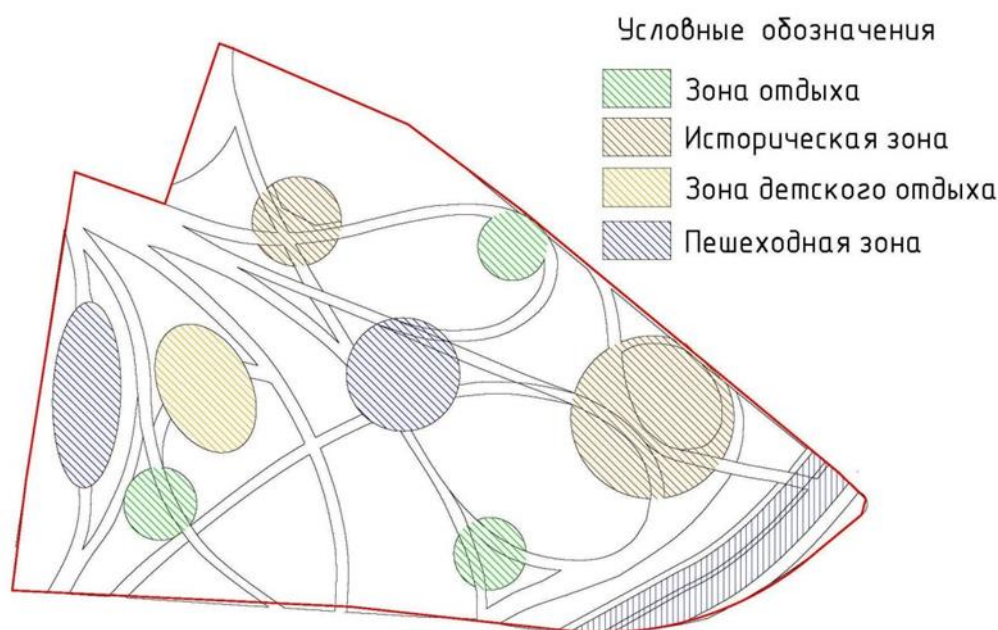 Условные обозначения
Зона отдыха
Историческая зона
Зона детского отдыха
Пешеходная зона